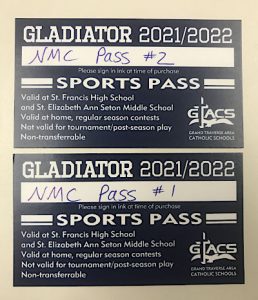 GLADIATOR 2021/2022
NMC Pass #2
Please sign in ink at time of purchase
SPORTS PASS
Valid at St. Francis High School
and St. Elizabeth Ann Seton Middle School
Valid at home, regular season contests
Not valid for tournament/post-season play
Non-transferrable
GTACS
GRAND TRAVERSE AREA
CATHOLIC SCHOOLS
GLADIATOR 2021/2022
NMC Pass #1
Please sign in ink at time of purchase
SPORTS PASS
Valid at St. Francis High School
and St. Elizabeth Ann Seton Middle School
Valid at home, regular season contests
Not valid for tournament/post-season play
Non-transferrable
GTACS
GRAND TRAVERSE AREA
CATHOLIC SCHOOLS